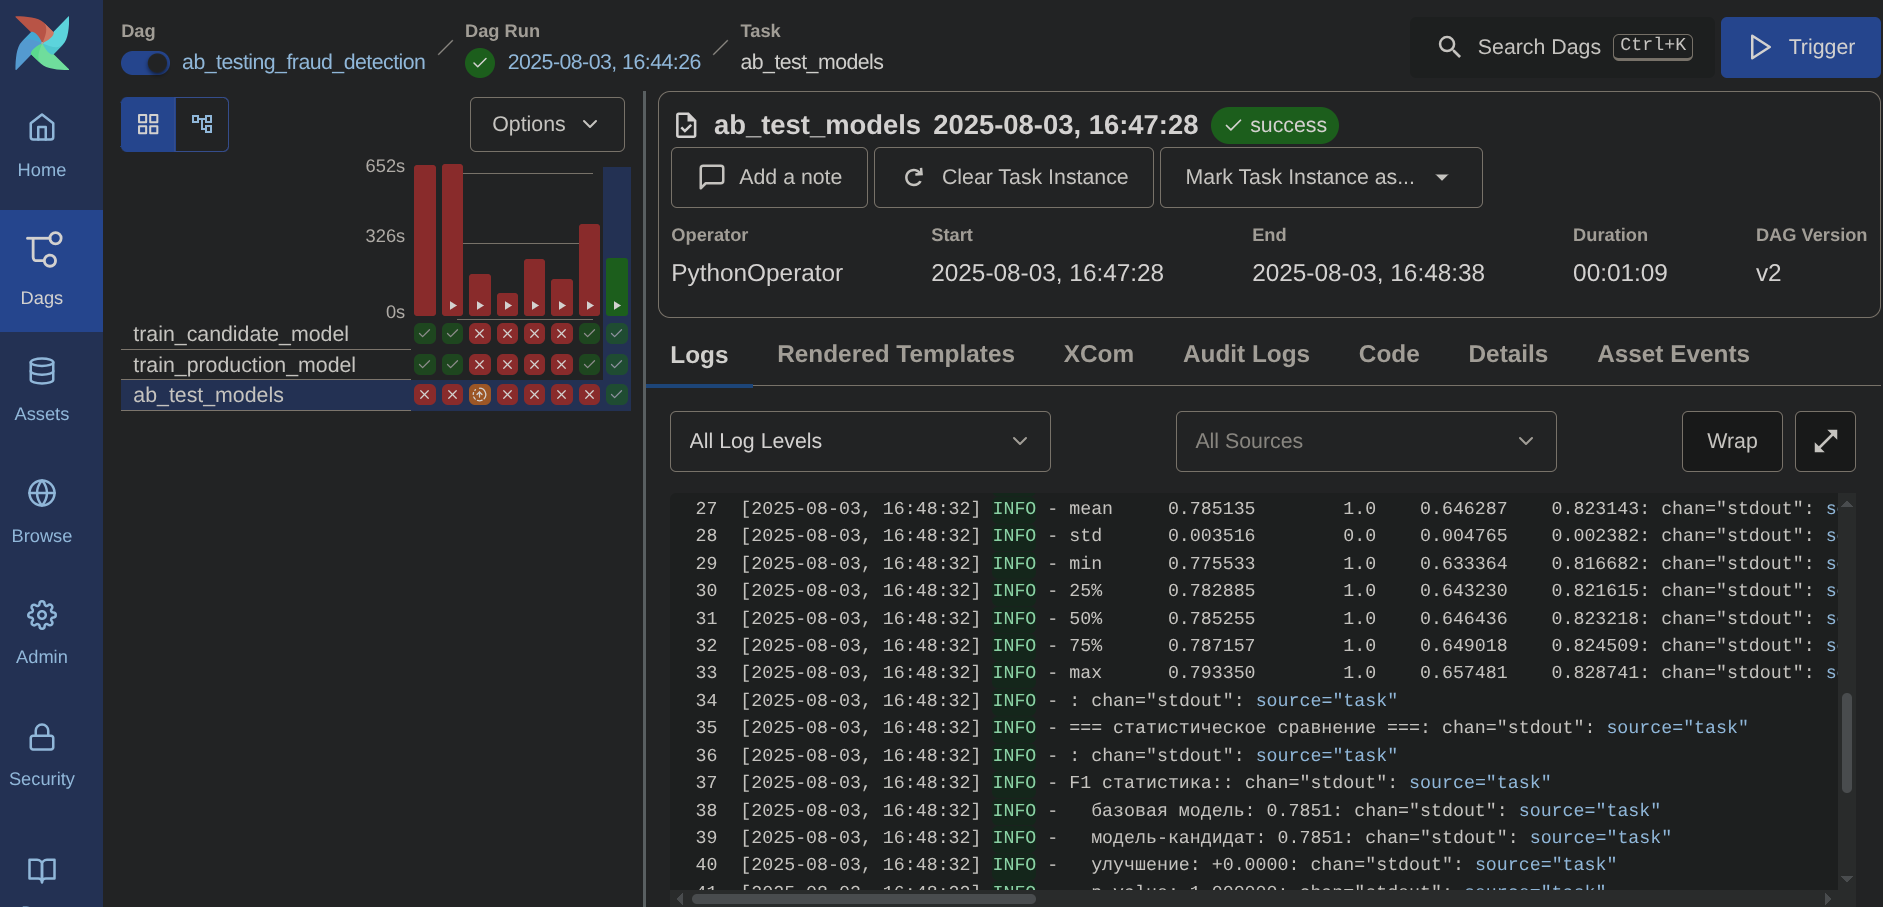 Dag
ab_testing_fraud_detection
Dag Run
2025-08-03, 16:44:26
Task
ab_test_models
Search Dags Ctrl+K
Trigger
Home
Dags
Assets
Browse
Admin
Security
Options
652s
326s
0s
train_candidate_model
train_production_model
ab_test_models
ab_test_models 2025-08-03, 16:47:28 success
Add a note
Clear Task Instance
Mark Task Instance as...
Operator Start End Duration DAG Version
PythonOperator 2025-08-03, 16:47:28 2025-08-03, 16:48:38 00:01:09 v2
Logs Rendered Templates XCom Audit Logs Code Details Asset Events
All Log Levels All Sources Wrap
27 [2025-08-03, 16:48:32] INFO - mean 0.785135 1.0 0.646287 0.823143: chan="stdout": s
28 [2025-08-03, 16:48:32] INFO - std 0.003516 0.0 0.004765 0.002382: chan="stdout": s
29 [2025-08-03, 16:48:32] INFO - min 0.775533 1.0 0.633364 0.816682: chan="stdout": s
30 [2025-08-03, 16:48:32] INFO - 25% 0.782885 1.0 0.643230 0.821615: chan="stdout": s
31 [2025-08-03, 16:48:32] INFO - 50% 0.785255 1.0 0.646436 0.823218: chan="stdout": s
32 [2025-08-03, 16:48:32] INFO - 75% 0.787157 1.0 0.649018 0.824509: chan="stdout": s
33 [2025-08-03, 16:48:32] INFO - max 0.793350 1.0 0.657481 0.828741: chan="stdout": s
34 [2025-08-03, 16:48:32] INFO - : chan="stdout": source="task"
35 [2025-08-03, 16:48:32] INFO - === статистическое сравнение ===: chan="stdout": source="task"
36 [2025-08-03, 16:48:32] INFO - : chan="stdout": source="task"
37 [2025-08-03, 16:48:32] INFO - F1 статистика:: chan="stdout": source="task"
38 [2025-08-03, 16:48:32] INFO - базовая модель: 0.7851: chan="stdout": source="task"
39 [2025-08-03, 16:48:32] INFO - модель-кандидат: 0.7851: chan="stdout": source="task"
40 [2025-08-03, 16:48:32] INFO - улучшение: +0.0000: chan="stdout": source="task"